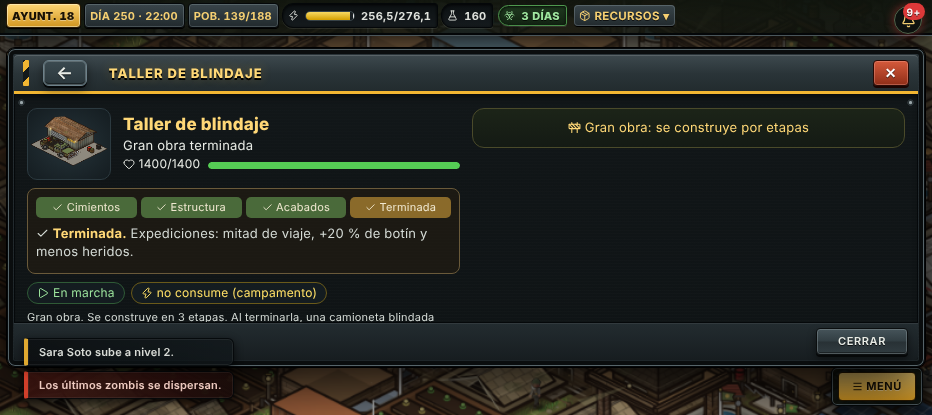 AYUNT. 18
DÍA 250 · 22:00
POB. 139/188
256,5/276,1
160
3 DÍAS
RECURSOS ▾
9+
TALLER DE BLINDAJE
Taller de blindaje
Gran obra terminada
1400/1400
Gran obra: se construye por etapas
✓ Cimientos
✓ Estructura
✓ Acabados
✓ Terminada
✓ Terminada. Expediciones: mitad de viaje, +20 % de botín y
menos heridos.
En marcha
no consume (campamento)
Gran obra. Se construye en 3 etapas. Al terminarla, una camioneta blindada
CERRAR
Sara Soto sube a nivel 2.
Los últimos zombis se dispersan.
☰ MENÚ